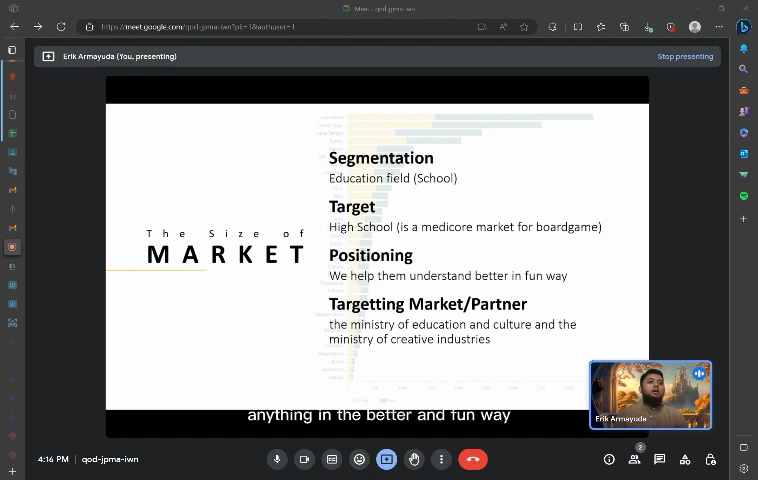 Meet - qod-jpma-iwn
https://meet.google.com/qod-jpma-iwn?pli=1&authuser=1
Erik Armayuda (You, presenting)
Stop presenting
The Size of
MARKET
Segmentation
Education field (School)
Target
High School (is a medicore market for boardgame)
Positioning
We help them understand better in fun way
Targetting Market/Partner
the ministry of education and culture and the
ministry of creative industries
Erik Armayuda
anything in the better and fun way
4:16 PM
qod-jpma-iwn
2